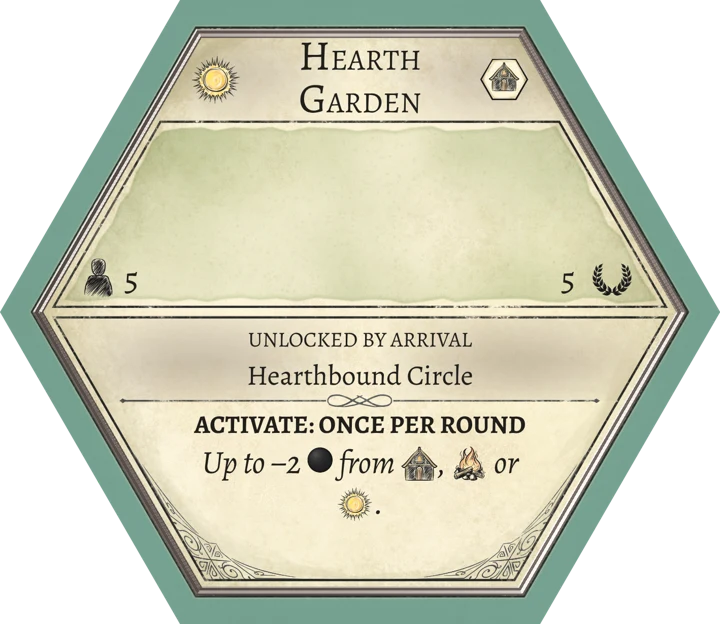 HEARTH
GARDEN
5
5
UNLOCKED BY ARRIVAL
Hearthbound Circle
ACTIVATE: ONCE PER ROUND
Up to –2 from , or
.